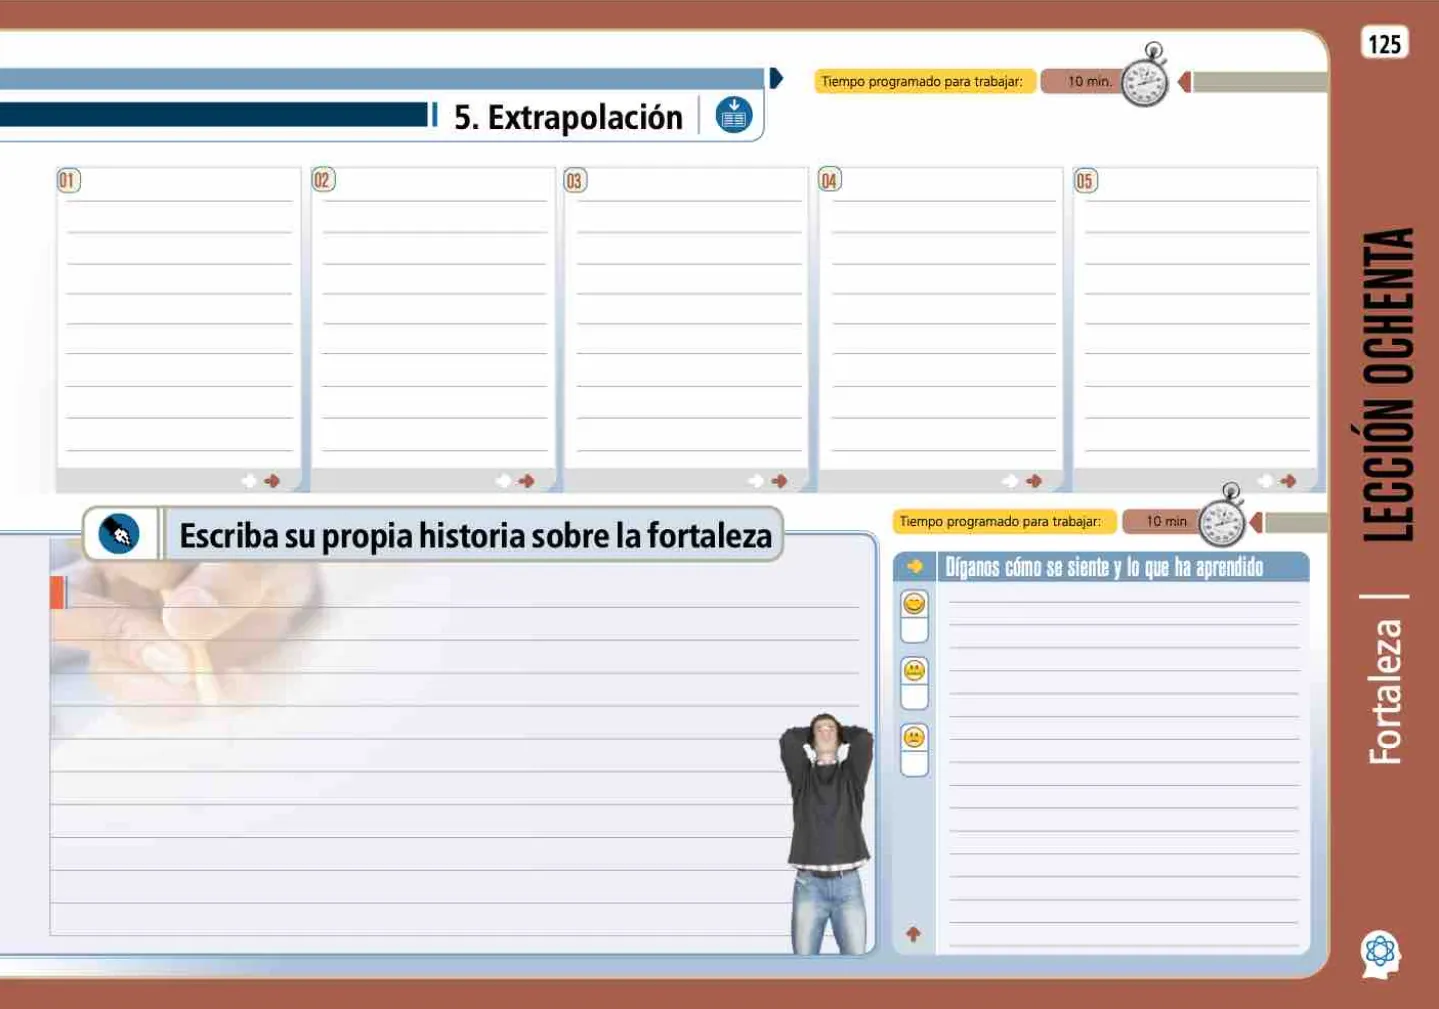 125
Tiempo programado para trabajar: 10 min.
5. Extrapolación
01
02
03
04
05
Escriba su propia historia sobre la fortaleza
Tiempo programado para trabajar: 10 min
Díganos cómo se siente y lo que ha aprendido
LECCIÓN OCHENTA
Fortaleza